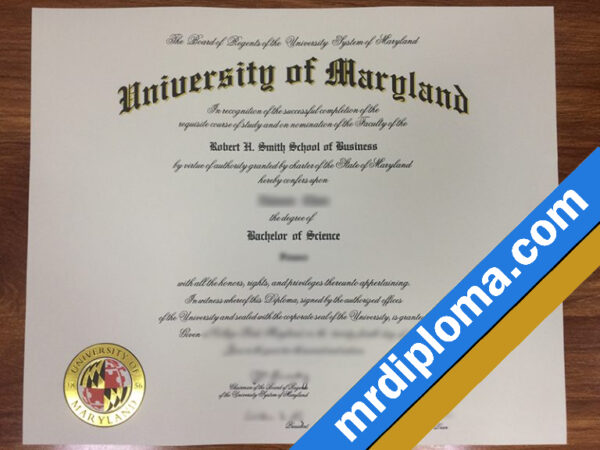 The Board of Regents of the University System of Maryland
University of Maryland
In recognition of the successful completion of the
requisite course of study and on nomination of the Faculty of the
Robert H. Smith School of Business
by virtue of authority granted by charter of the State of Maryland
hereby confers upon
the degree of
Bachelor of Science
with all the honors, rights, and privileges thereunto appertaining.
In witness whereof this Diploma, signed by the authorized officers
of the University and sealed with the corporate seal of the University, is granted
Given
Chairman of the Board of Regents
of the University System of Maryland
President
UNIVERSITY OF
MARYLAND
18 56
mrdiploma.com